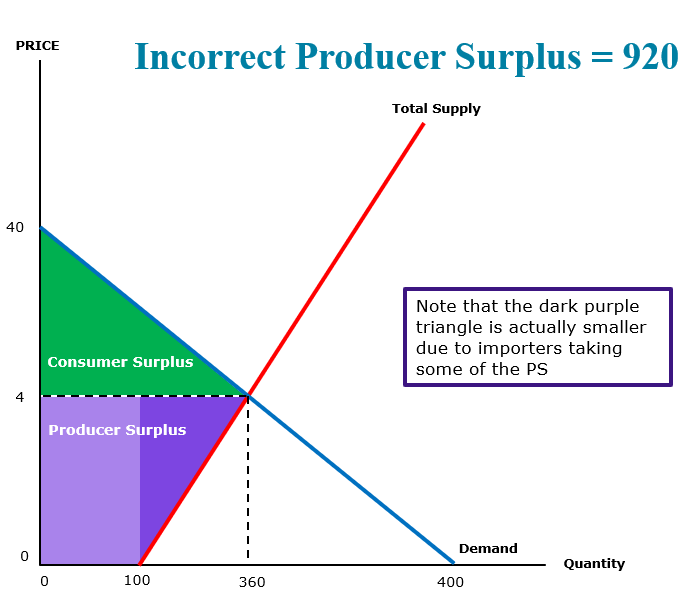 PRICE
Incorrect Producer Surplus = 920
Total Supply
40
Note that the dark purple
triangle is actually smaller
due to importers taking
some of the PS
Consumer Surplus
4
Producer Surplus
Demand
0
Quantity
0
100
360
400